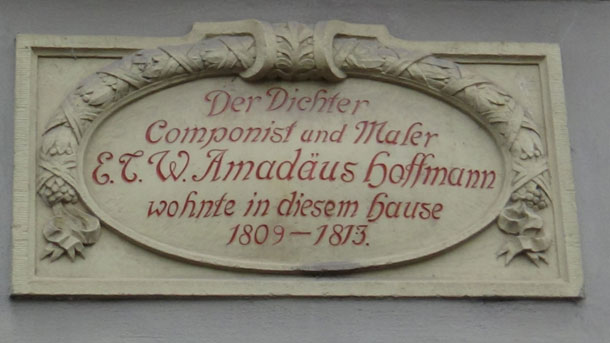 Der Dichter
Componist und Maler
E. T. W. Amadäus Hoffmann
wohnte in diesem Hause
1809–1813.